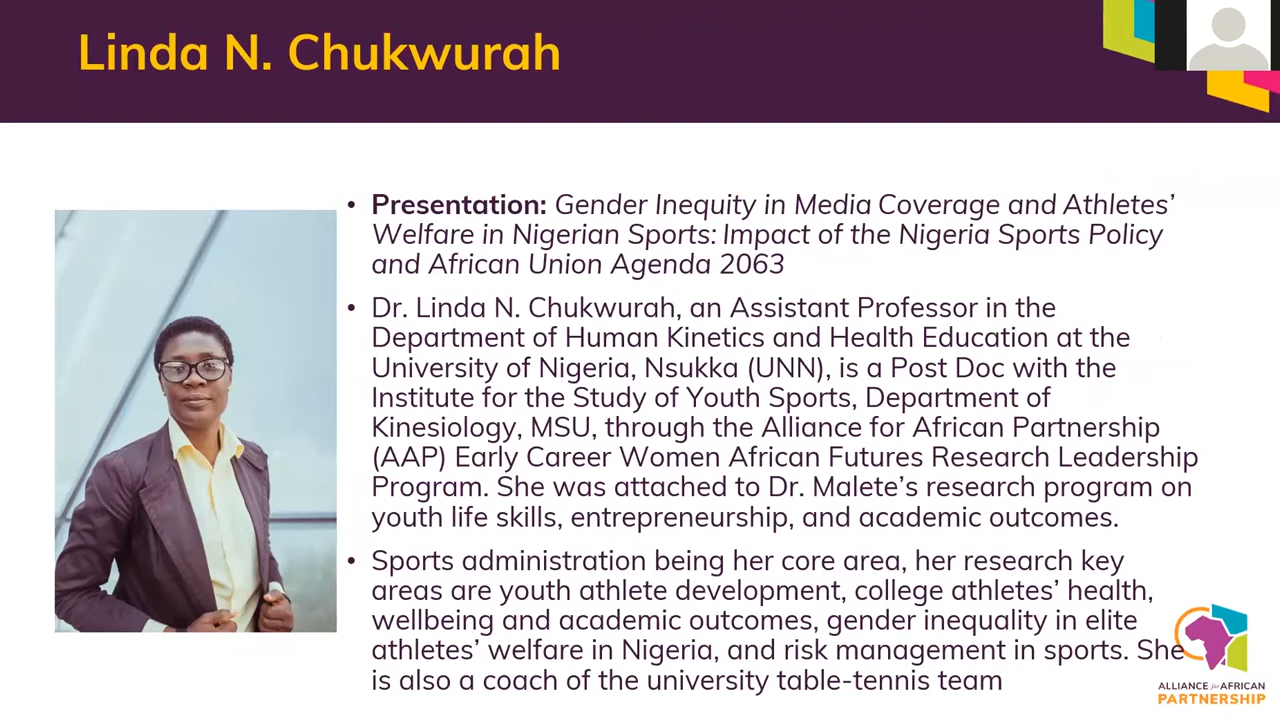 Linda N. Chukwurah
• Presentation: Gender Inequity in Media Coverage and Athletes’
Welfare in Nigerian Sports: Impact of the Nigeria Sports Policy
and African Union Agenda 2063
• Dr. Linda N. Chukwurah, an Assistant Professor in the
Department of Human Kinetics and Health Education at the
University of Nigeria, Nsukka (UNN), is a Post Doc with the
Institute for the Study of Youth Sports, Department of
Kinesiology, MSU, through the Alliance for African Partnership
(AAP) Early Career Women African Futures Research Leadership
Program. She was attached to Dr. Malete’s research program on
youth life skills, entrepreneurship, and academic outcomes.
• Sports administration being her core area, her research key
areas are youth athlete development, college athletes’ health,
wellbeing and academic outcomes, gender inequality in elite
athletes’ welfare in Nigeria, and risk management in sports. She
is also a coach of the university table-tennis team
ALLIANCE for AFRICAN
PARTNERSHIP